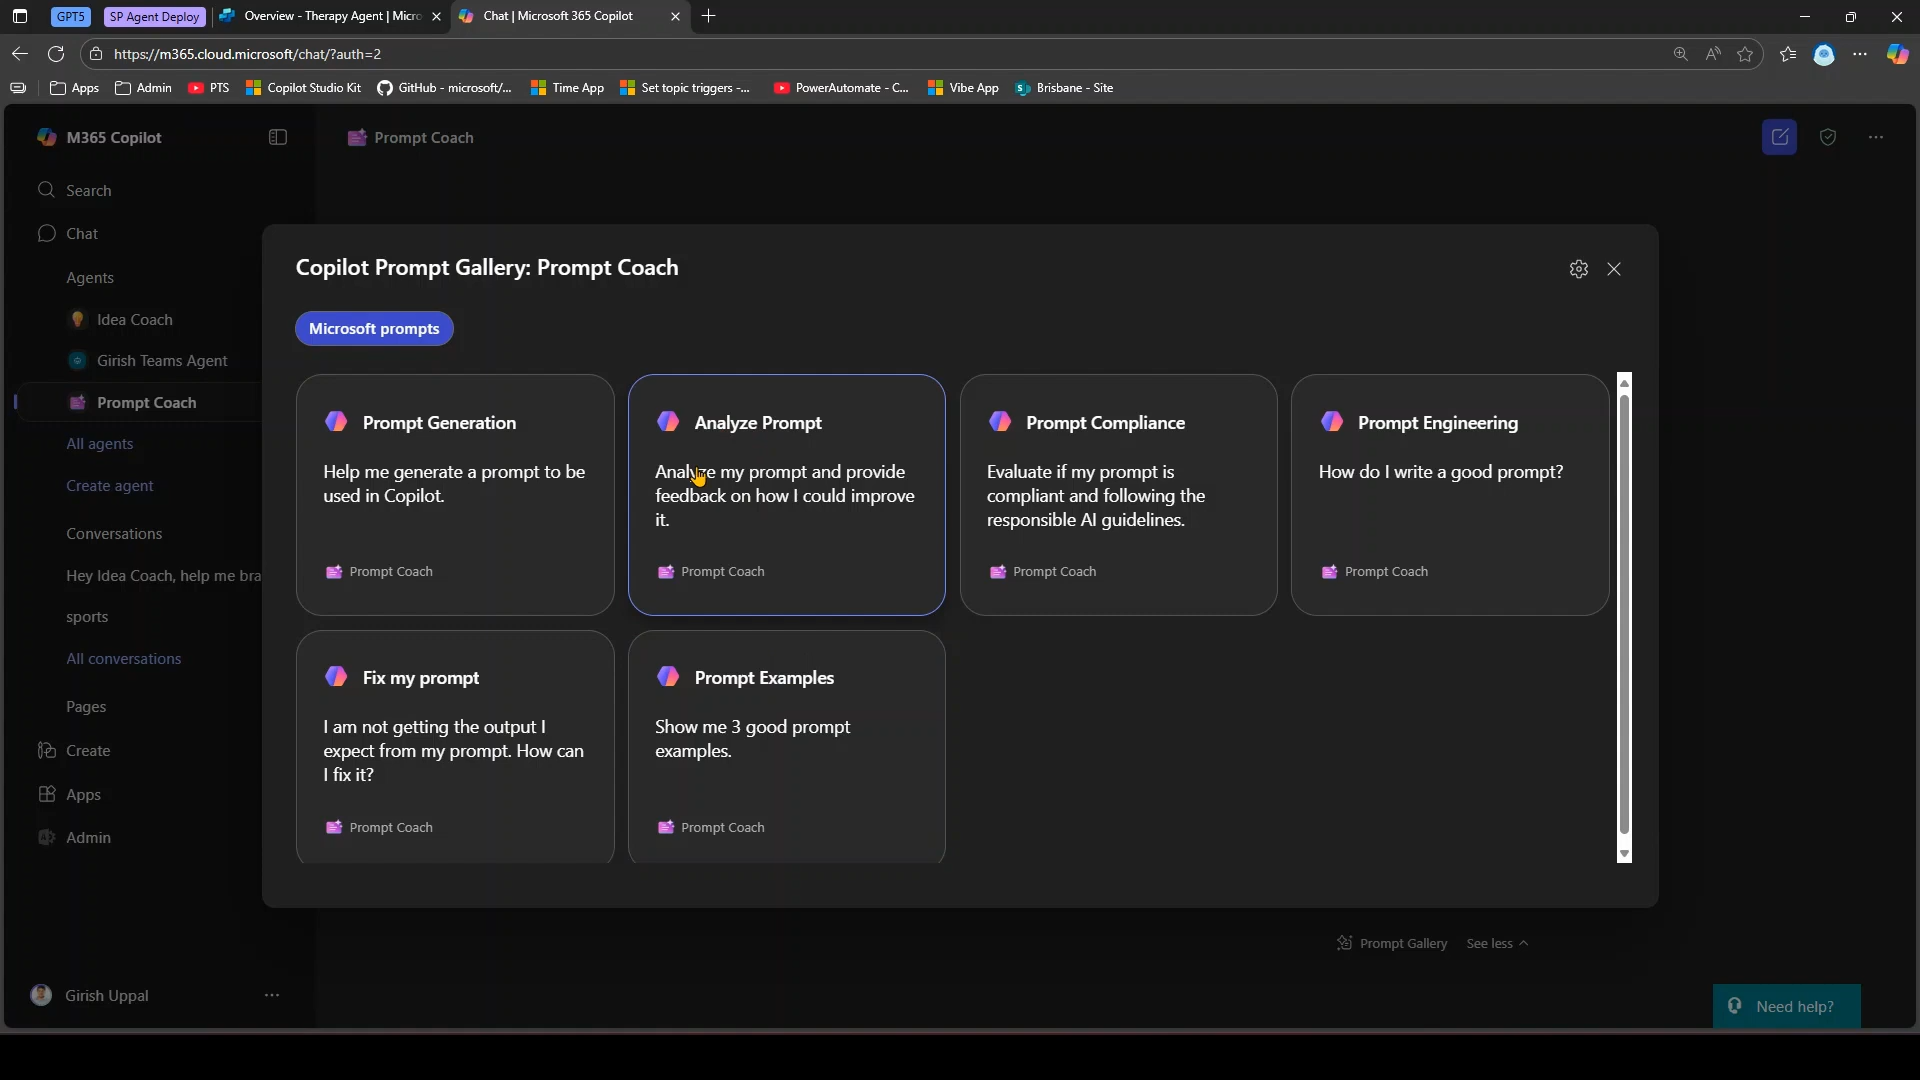 GPT5
SP Agent Deploy
Overview - Therapy Agent | Micro
Chat | Microsoft 365 Copilot
https://m365.cloud.microsoft/chat/?auth=2
Apps
Admin
PTS
Copilot Studio Kit
GitHub - microsoft/...
Time App
Set topic triggers -...
PowerAutomate - C...
Vibe App
Brisbane - Site
M365 Copilot
Prompt Coach
Search
Chat
Agents
Idea Coach
Girish Teams Agent
Prompt Coach
All agents
Create agent
Conversations
Hey Idea Coach, help me bra
sports
All conversations
Pages
Create
Apps
Admin
Girish Uppal
Copilot Prompt Gallery: Prompt Coach
Microsoft prompts
Prompt Generation
Help me generate a prompt to be
used in Copilot.
Prompt Coach
Analyze Prompt
Analyze my prompt and provide
feedback on how I could improve
it.
Prompt Coach
Prompt Compliance
Evaluate if my prompt is
compliant and following the
responsible AI guidelines.
Prompt Coach
Prompt Engineering
How do I write a good prompt?
Prompt Coach
Fix my prompt
I am not getting the output I
expect from my prompt. How can
I fix it?
Prompt Coach
Prompt Examples
Show me 3 good prompt
examples.
Prompt Coach
Prompt Gallery
See less
Need help?